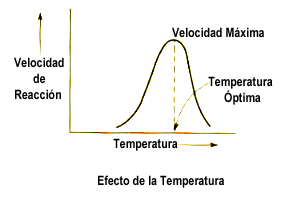 Velocidad Máxima
Velocidad
de
Reacción
Temperatura
Óptima
Temperatura
Efecto de la Temperatura